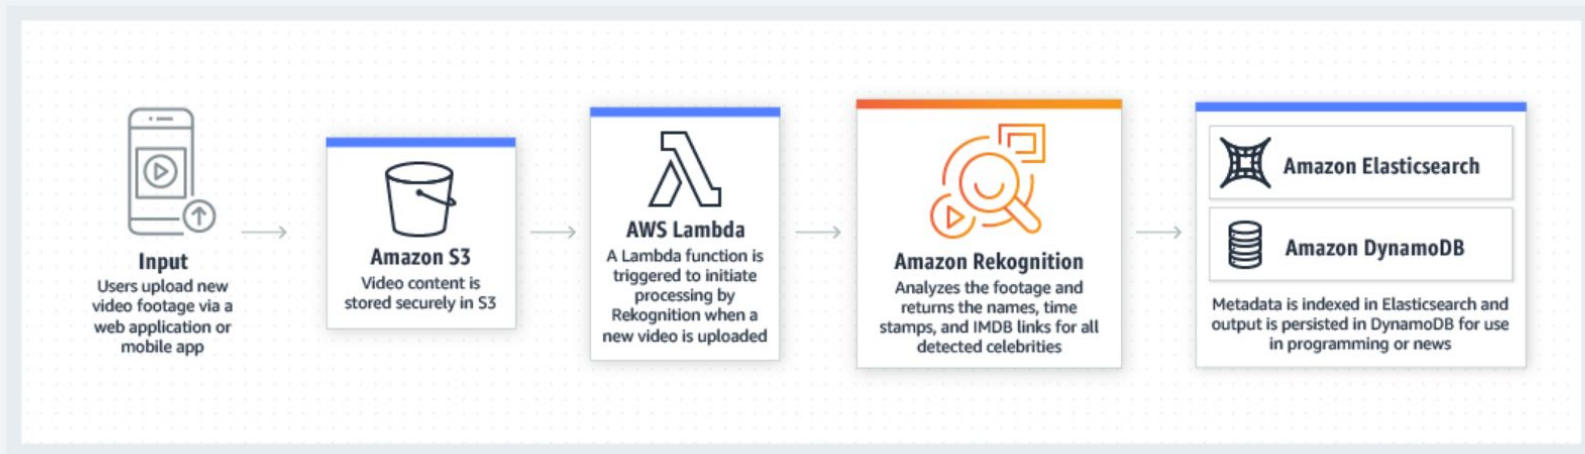 Input
Users upload new
video footage via a
web application or
mobile app
Amazon S3
Video content is
stored securely in S3
AWS Lambda
A Lambda function is
triggered to initiate
processing by
Rekognition when a
new video is uploaded
Amazon Rekognition
Analyzes the footage and
returns the names, time
stamps, and IMDB links for all
detected celebrities
Amazon Elasticsearch
Amazon DynamoDB
Metadata is indexed in Elasticsearch and
output is persisted in DynamoDB for use
in programming or news